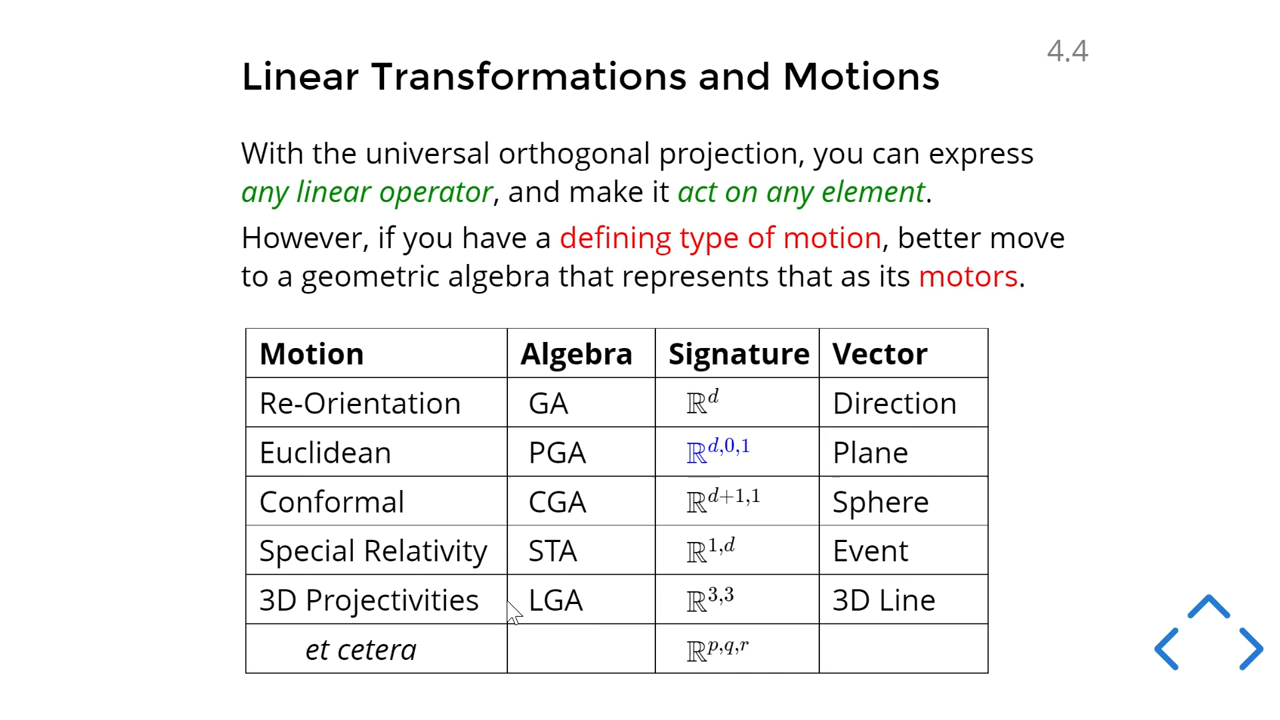 4.4
Linear Transformations and Motions
With the universal orthogonal projection, you can express
any linear operator, and make it act on any element.
However, if you have a defining type of motion, better move
to a geometric algebra that represents that as its motors.
Motion Algebra Signature Vector
Re-Orientation GA ℝ^d Direction
Euclidean PGA ℝ^{d,0,1} Plane
Conformal CGA ℝ^{d+1,1} Sphere
Special Relativity STA ℝ^{1,d} Event
3D Projectivities LGA ℝ^{3,3} 3D Line
et cetera ℝ^{p,q,r}